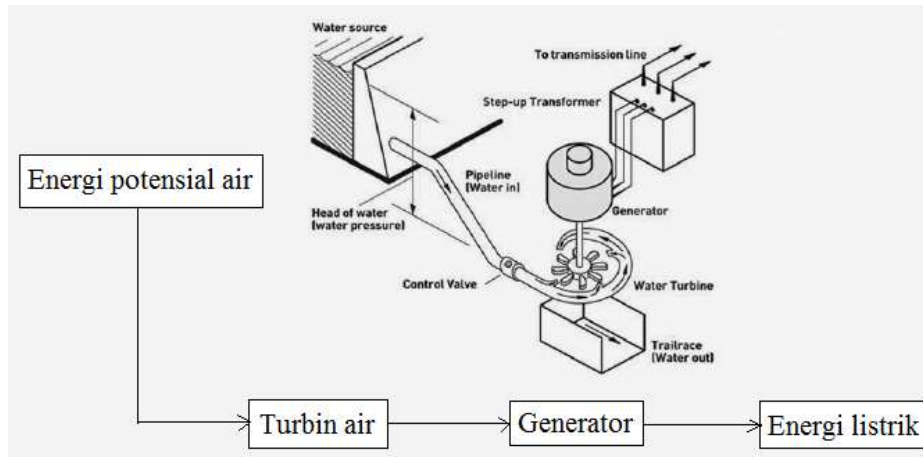 Water source
To transmission line
Step-up Transformer
Energi potensial air
Pipeline
(Water in)
Generator
Head of water
(water pressure)
Control Valve
Water Turbine
Trailrace
(Water out)
Turbin air
Generator
Energi listrik